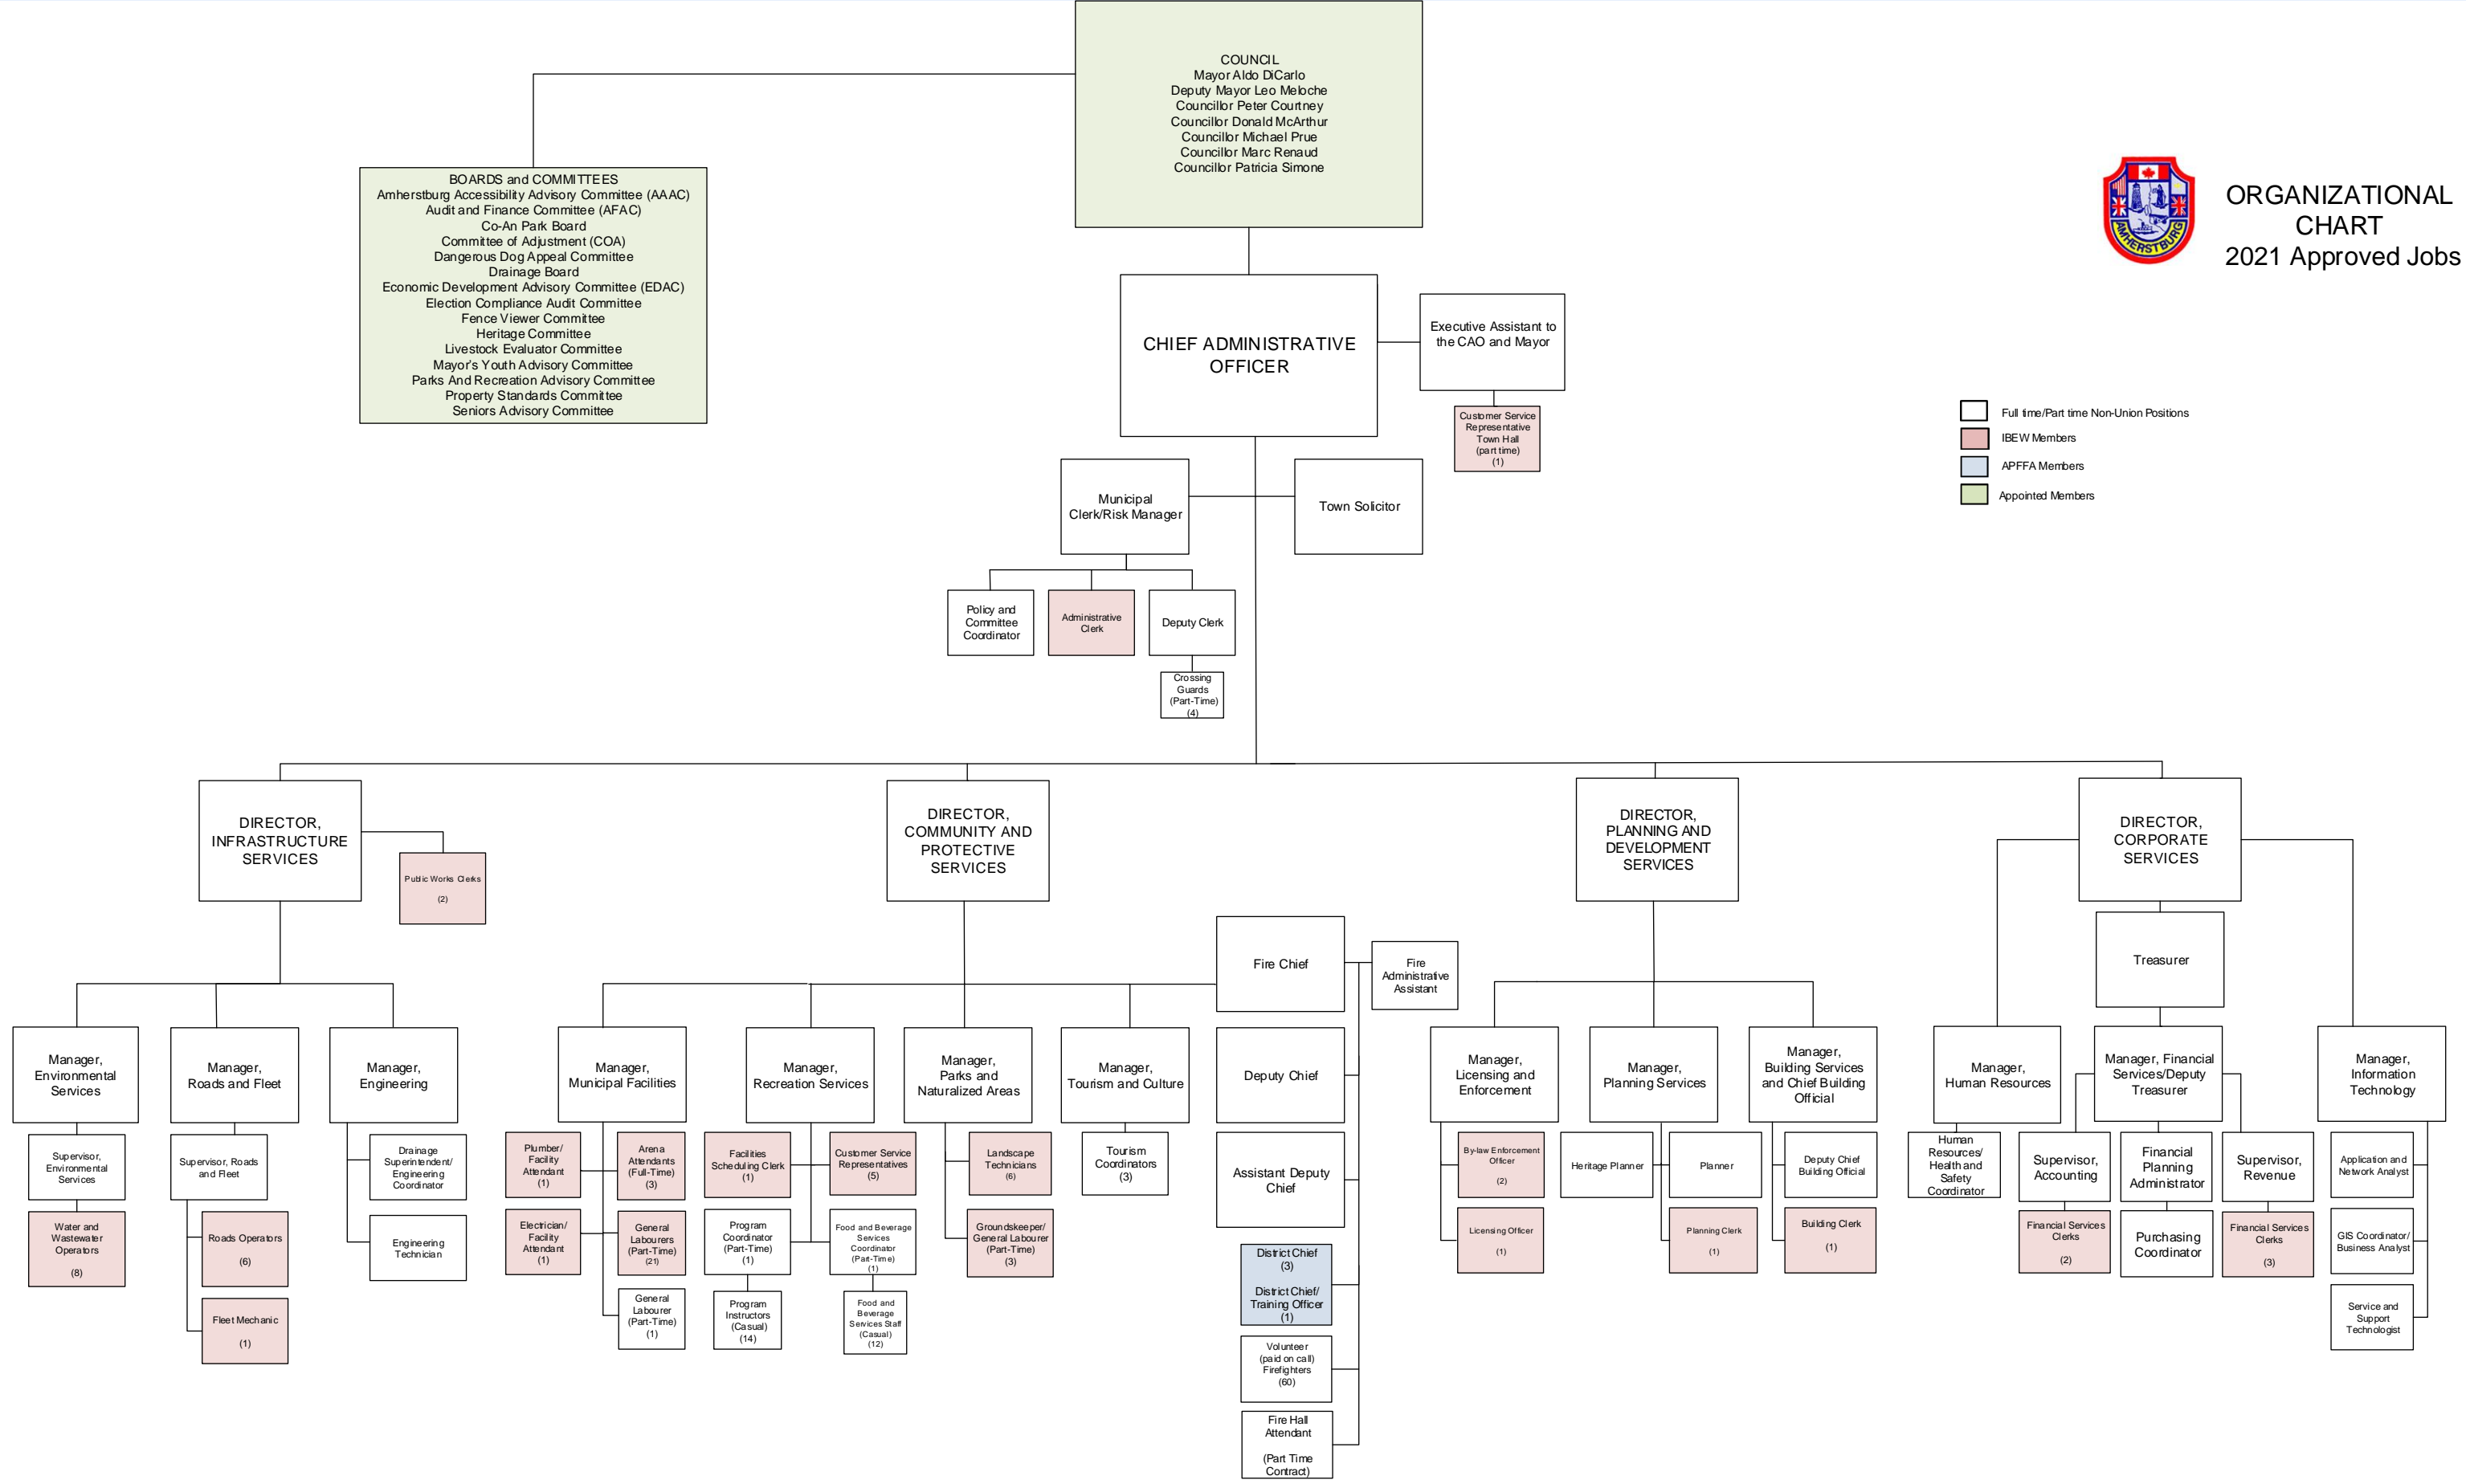 COUNCIL
Mayor Aldo DiCarlo
Deputy Mayor Leo Meloche
Councillor Peter Courtney
Councillor Donald McArthur
Councillor Michael Prue
Councillor Marc Renaud
Councillor Patricia Simone
BOARDS and COMMITTEES
Amherstburg Accessibility Advisory Committee (AAAC)
Audit and Finance Committee (AFAC)
Co-An Park Board
Committee of Adjustment (COA)
Dangerous Dog Appeal Committee
Drainage Board
Economic Development Advisory Committee (EDAC)
Election Compliance Audit Committee
Fence Viewer Committee
Heritage Committee
Livestock Evaluator Committee
Mayor's Youth Advisory Committee
Parks And Recreation Advisory Committee
Property Standards Committee
Seniors Advisory Committee
AMHERSTBURG
ORGANIZATIONAL
CHART
2021 Approved Jobs
CHIEF ADMINISTRATIVE
OFFICER
Executive Assistant to
the CAO and Mayor
Customer Service
Representative
Town Hall
(part time)
(1)
Full time/Part time Non-Union Positions
IBEW Members
APFFA Members
Appointed Members
Municipal
Clerk/Risk Manager
Town Solicitor
Policy and
Committee
Coordinator
Administrative
Clerk
Deputy Clerk
Crossing
Guards
(Part-Time)
(4)
DIRECTOR,
INFRASTRUCTURE
SERVICES
Public Works Clerks
(2)
DIRECTOR,
COMMUNITY AND
PROTECTIVE
SERVICES
DIRECTOR,
PLANNING AND
DEVELOPMENT
SERVICES
DIRECTOR,
CORPORATE
SERVICES
Fire Chief
Fire
Administrative
Assistant
Treasurer
Manager,
Environmental
Services
Manager,
Roads and Fleet
Manager,
Engineering
Manager,
Municipal Facilities
Manager,
Recreation Services
Manager,
Parks and
Naturalized Areas
Manager,
Tourism and Culture
Deputy Chief
Manager,
Licensing and
Enforcement
Manager,
Planning Services
Manager,
Building Services
and Chief Building
Official
Manager,
Human Resources
Manager, Financial
Services/Deputy
Treasurer
Manager,
Information
Technology
Supervisor,
Environmental
Services
Supervisor, Roads
and Fleet
Drainage
Superintendent/
Engineering
Coordinator
Plumber/
Facility
Attendant
(1)
Arena
Attendants
(Full-Time)
(3)
Facilities
Scheduling Clerk
(1)
Customer Service
Representatives
(5)
Landscape
Technicians
(6)
Tourism
Coordinators
(3)
Assistant Deputy
Chief
By-law Enforcement
Officer
(2)
Heritage Planner
Planner
Deputy Chief
Building Official
Human
Resources/
Health and
Safety
Coordinator
Supervisor,
Accounting
Financial
Planning
Administrator
Supervisor,
Revenue
Application and
Network Analyst
Water and
Wastewater
Operators
(8)
Roads Operators
(6)
Engineering
Technician
Electrician/
Facility
Attendant
(1)
General
Labourers
(Part-Time)
(21)
Program
Coordinator
(Part-Time)
(1)
Food and Beverage
Services
Coordinator
(Part-Time)
(1)
Groundskeeper/
General Labourer
(Part-Time)
(3)
District Chief
(3)
District Chief/
Training Officer
(1)
Licensing Officer
(1)
Planning Clerk
(1)
Building Clerk
(1)
Financial Services
Clerks
(2)
Purchasing
Coordinator
Financial Services
Clerks
(3)
GIS Coordinator/
Business Analyst
Fleet Mechanic
(1)
General
Labourer
(Part-Time)
(1)
Program
Instructors
(Casual)
(14)
Food and
Beverage
Services Staff
(Casual)
(12)
Volunteer
(paid on call)
Firefighters
(60)
Service and
Support
Technologist
Fire Hall
Attendant
(Part Time
Contract)